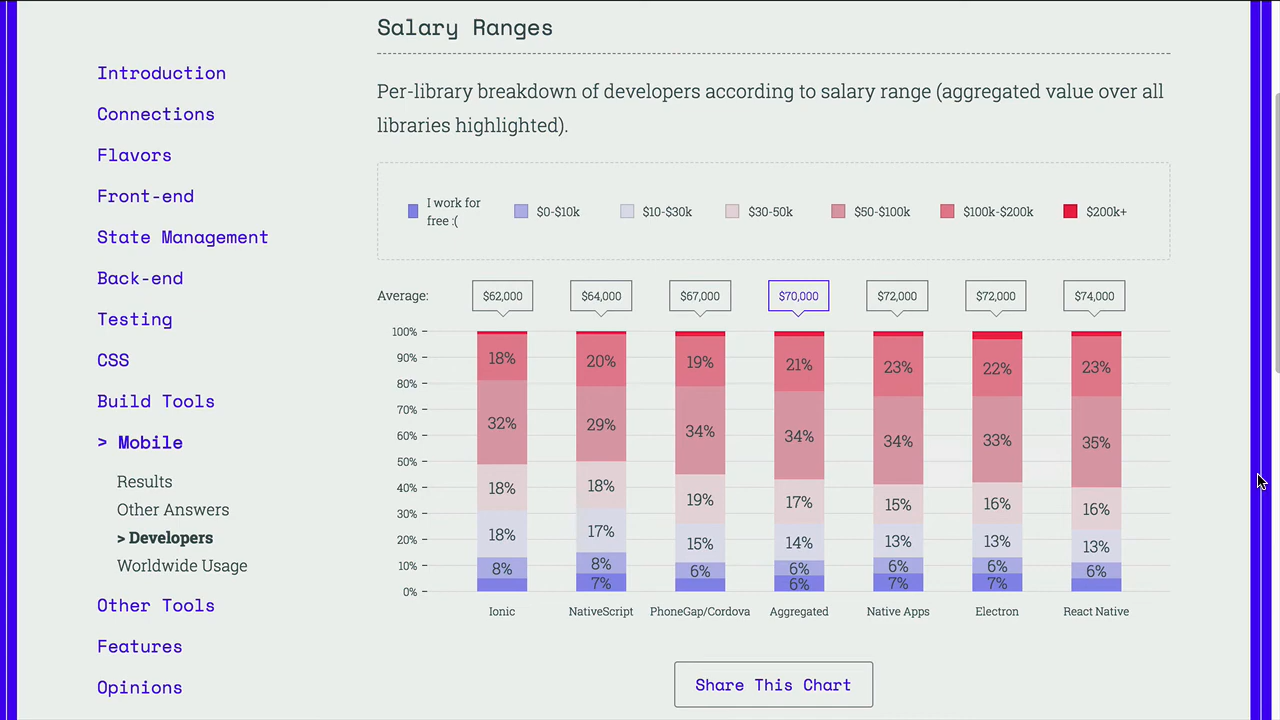 Salary Ranges
Introduction
Connections
Flavors
Front-end
State Management
Back-end
Testing
CSS
Build Tools
> Mobile
Results
Other Answers
> Developers
Worldwide Usage
Other Tools
Features
Opinions
Per-library breakdown of developers according to salary range (aggregated value over all
libraries highlighted).
I work for
free :(
$0-$10k
$10-$30k
$30-50k
$50-$100k
$100k-$200k
$200k+
Average:
$62,000
$64,000
$67,000
$70,000
$72,000
$72,000
$74,000
100%
90%
80%
70%
60%
50%
40%
30%
20%
10%
0%
18%
32%
18%
18%
8%
20%
29%
18%
17%
8%
7%
19%
34%
19%
15%
6%
21%
34%
17%
14%
6%
6%
23%
34%
15%
13%
6%
7%
22%
33%
16%
13%
6%
7%
23%
35%
16%
13%
6%
Ionic
NativeScript
PhoneGap/Cordova
Aggregated
Native Apps
Electron
React Native
Share This Chart